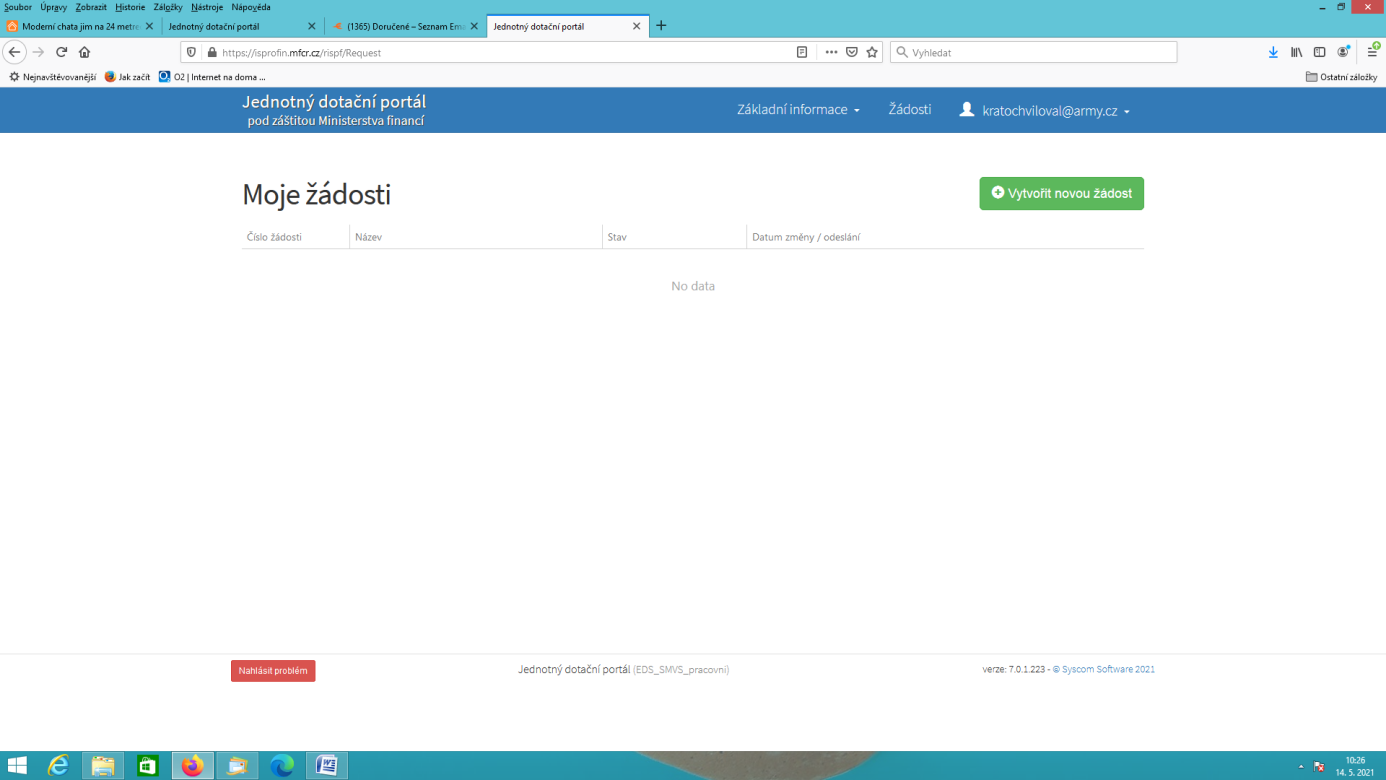 Soubor Úpravy Zobrazit Historie Záložky Nástroje Nápověda
Moderní chata jim na 24 metre
Jednotný dotační portál
(1365) Doručené – Seznam Ema
Jednotný dotační portál
https://isprofin.mfcr.cz/rispf/Request
Vyhledat
Nejnavštěvovanější Jak začít O2 | Internet na doma ...
Ostatní záložky
Jednotný dotační portál
pod záštitou Ministerstva financí
Základní informace Žádosti kratochviloval@army.cz
Moje žádosti
Vytvořit novou žádost
Číslo žádosti Název Stav Datum změny / odeslání
No data
Nahlásit problém
Jednotný dotační portál (EDS_SMVS_pracovni)
verze: 7.0.1.223 - © Syscom Software 2021
10:26
14. 5. 2021